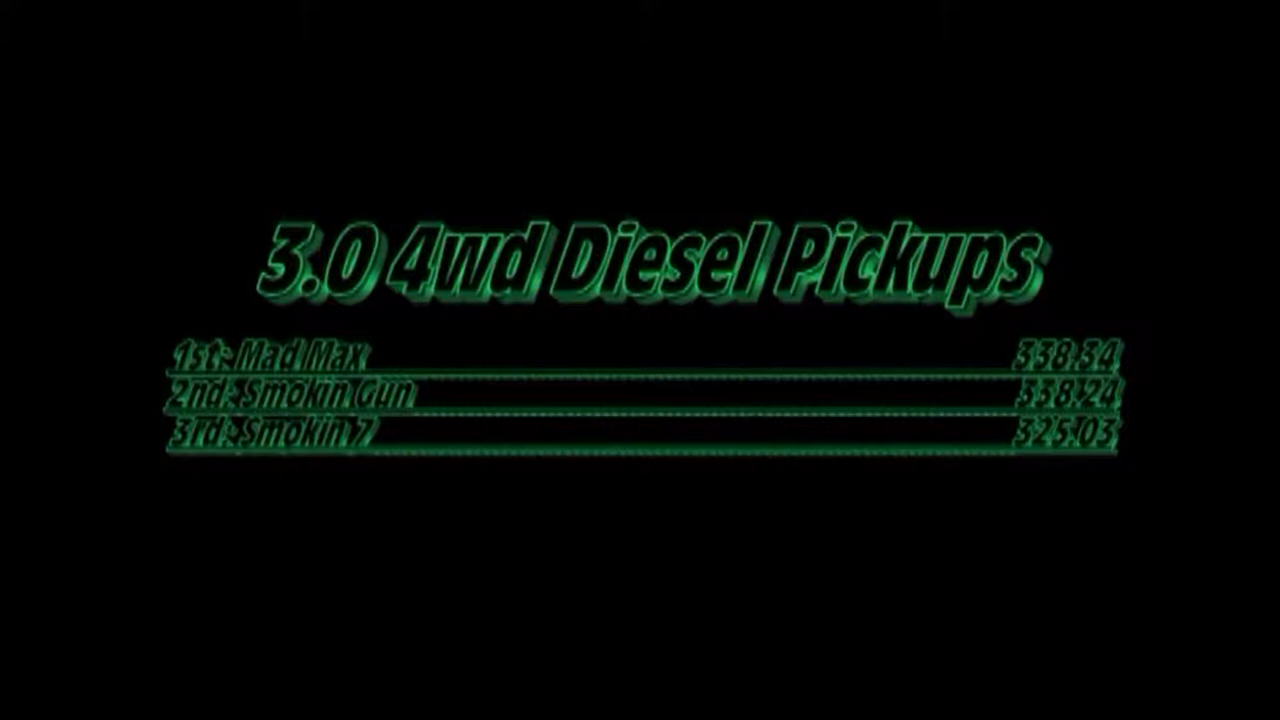 3.0 4wd Diesel Pickups
1st: Mad Max 338.34
2nd: Smokin Gun 338.24
3rd: Smokin 7 325.03